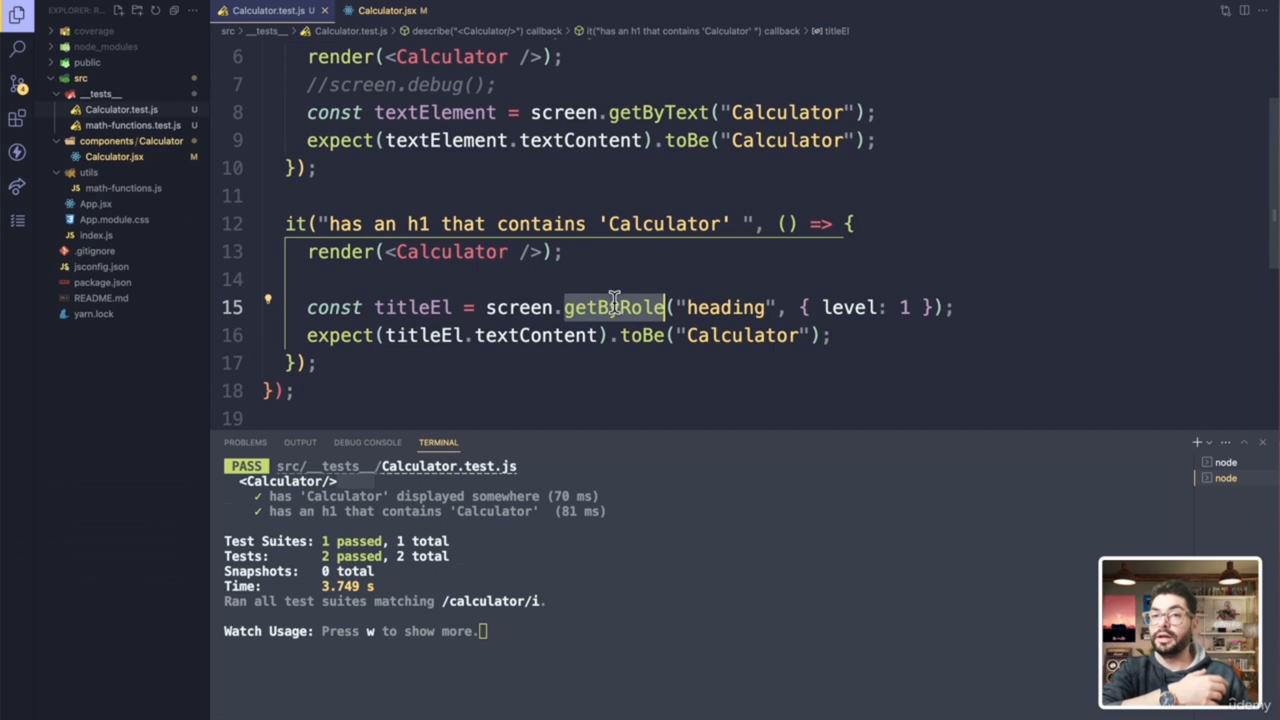 EXPLORER: R...
Calculator.test.js U
Calculator.jsx M
src > __tests__ > Calculator.test.js > describe("<Calculator/>") callback > it("has an h1 that contains 'Calculator' ") callback > titleEl
coverage
node_modules
public
src
__tests__
Calculator.test.js U
math-functions.test.js U
components/Calculator
Calculator.jsx M
utils
math-functions.js
App.jsx
App.module.css
index.js
.gitignore
jsconfig.json
package.json
README.md
yarn.lock
4
6 render(<Calculator />);
7 //screen.debug();
8 const textElement = screen.getByText("Calculator");
9 expect(textElement.textContent).toBe("Calculator");
10 });
11
12 it("has an h1 that contains 'Calculator' ", () => {
13 render(<Calculator />);
14
15 const titleEl = screen.getByRole("heading", { level: 1 });
16 expect(titleEl.textContent).toBe("Calculator");
17 });
18 });
19
PROBLEMS OUTPUT DEBUG CONSOLE TERMINAL
PASS src/__tests__/Calculator.test.js
<Calculator/>
✓ has 'Calculator' displayed somewhere (70 ms)
✓ has an h1 that contains 'Calculator'  (81 ms)
Test Suites: 1 passed, 1 total
Tests: 2 passed, 2 total
Snapshots: 0 total
Time: 3.749 s
Ran all test suites matching /calculator/i.
Watch Usage: Press w to show more.
node
node
udemy